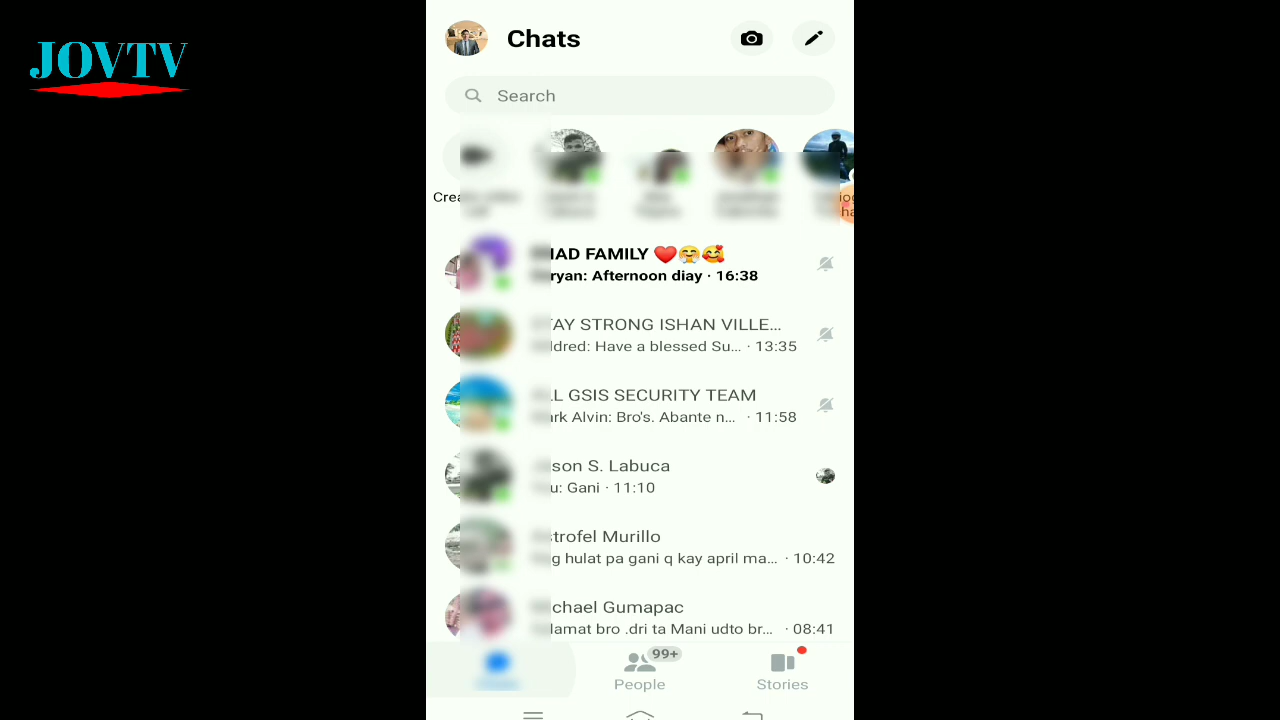 JOVTV
Chats
Search
AD FAMILY ❤️🤗🥰
ryan: Afternoon diay · 16:38
TAY STRONG ISHAN VILLE...
dred: Have a blessed Su... · 13:35
L GSIS SECURITY TEAM
rk Alvin: Bro's. Abante n... · 11:58
son S. Labuca
u: Gani · 11:10
trofel Murillo
g hulat pa gani q kay april ma... · 10:42
chael Gumapac
lamat bro .dri ta Mani udto br... · 08:41
99+
People
Stories